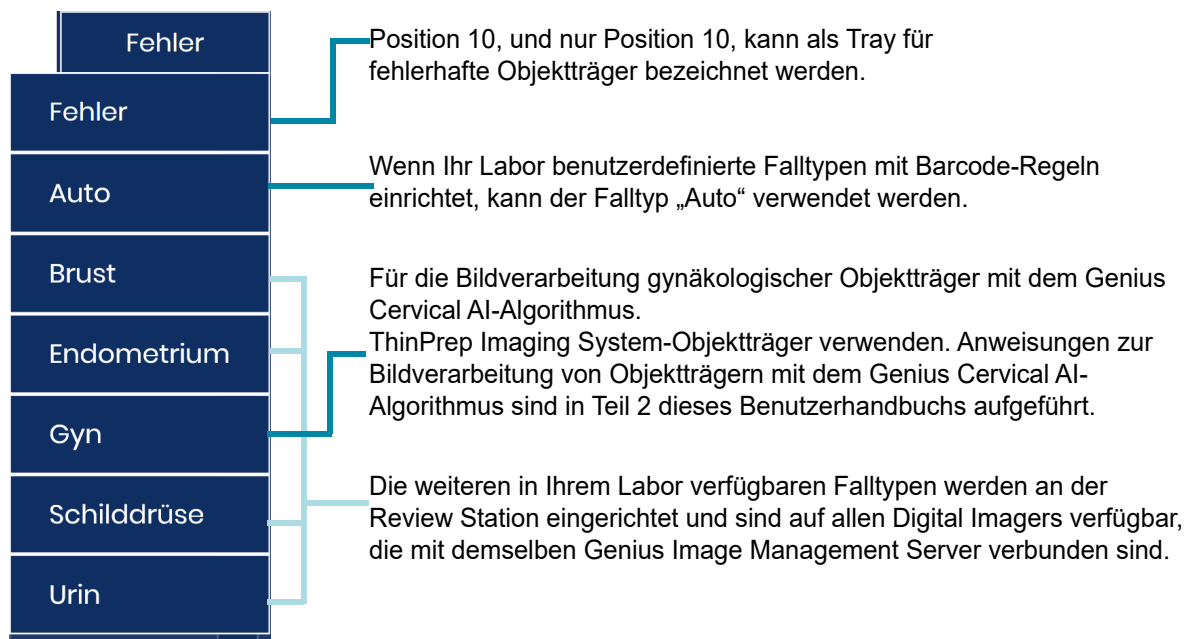 Fehler
Fehler
Auto
Brust
Endometrium
Gyn
Schilddrüse
Urin
Position 10, und nur Position 10, kann als Tray für
fehlerhafte Objektträger bezeichnet werden.
Wenn Ihr Labor benutzerdefinierte Falltypen mit Barcode-Regeln
einrichtet, kann der Falltyp „Auto“ verwendet werden.
Für die Bildverarbeitung gynäkologischer Objektträger mit dem Genius
Cervical AI-Algorithmus.
ThinPrep Imaging System-Objektträger verwenden. Anweisungen zur
Bildverarbeitung von Objektträgern mit dem Genius Cervical AI-
Algorithmus sind in Teil 2 dieses Benutzerhandbuchs aufgeführt.
Die weiteren in Ihrem Labor verfügbaren Falltypen werden an der
Review Station eingerichtet und sind auf allen Digital Imagers verfügbar,
die mit demselben Genius Image Management Server verbunden sind.